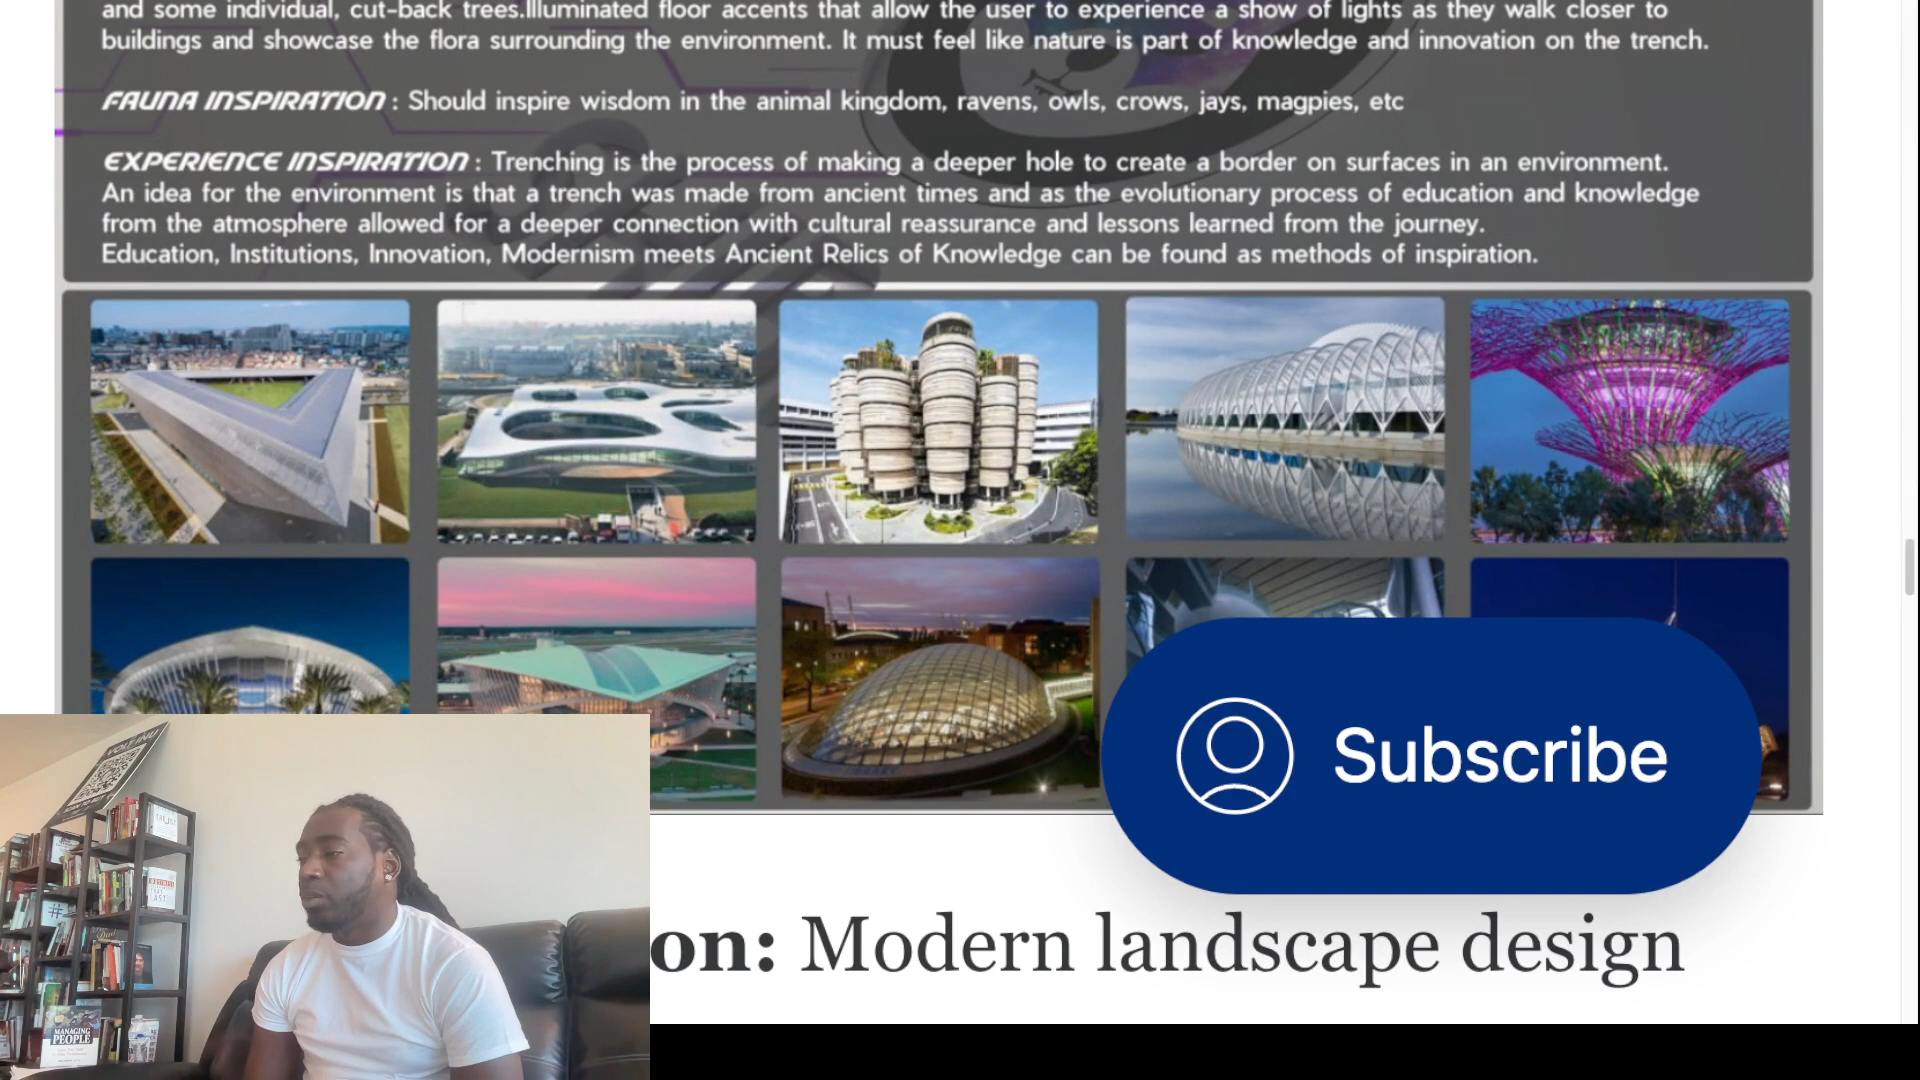 and some individual, cut-back trees.Illuminated floor accents that allow the user to experience a show of lights as they walk closer to
buildings and showcase the flora surrounding the environment. It must feel like nature is part of knowledge and innovation on the trench.
FAUNA INSPIRATION : Should inspire wisdom in the animal kingdom, ravens, owls, crows, jays, magpies, etc
EXPERIENCE INSPIRATION : Trenching is the process of making a deeper hole to create a border on surfaces in an environment.
An idea for the environment is that a trench was made from ancient times and as the evolutionary process of education and knowledge
from the atmosphere allowed for a deeper connection with cultural reassurance and lessons learned from the journey.
Education, Institutions, Innovation, Modernism meets Ancient Relics of Knowledge can be found as methods of inspiration.
Subscribe
on: Modern landscape design
VOLT INU
TRUST
BUSINESS
LAST
#
MANAGING
PEOPLE